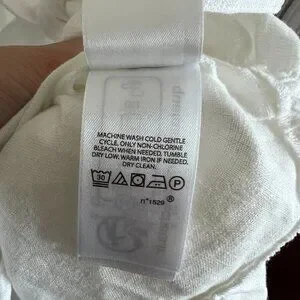 MACHINE WASH COLD GENTLE
CYCLE. ONLY NON-CHLORINE
BLEACH WHEN NEEDED. TUMBLE
DRY LOW. WARM IRON IF NEEDED.
DRY CLEAN.
30 P
n°1529 ®